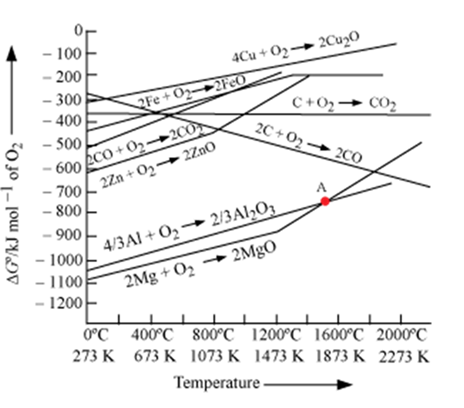 0
– 100
– 200
– 300
– 400
– 500
– 600
– 700
– 800
– 900
– 1000
– 1100
– 1200
ΔG°/kJ mol⁻¹ of O₂
4Cu + O₂ → 2Cu₂O
2Fe + O₂ → 2FeO
C + O₂ → CO₂
2CO + O₂ → 2CO₂
2C + O₂ → 2CO
2Zn + O₂ → 2ZnO
A
4/3Al + O₂ → 2/3Al₂O₃
2Mg + O₂ → 2MgO
0°C 400°C 800°C 1200°C 1600°C 2000°C
273 K 673 K 1073 K 1473 K 1873 K 2273 K
Temperature